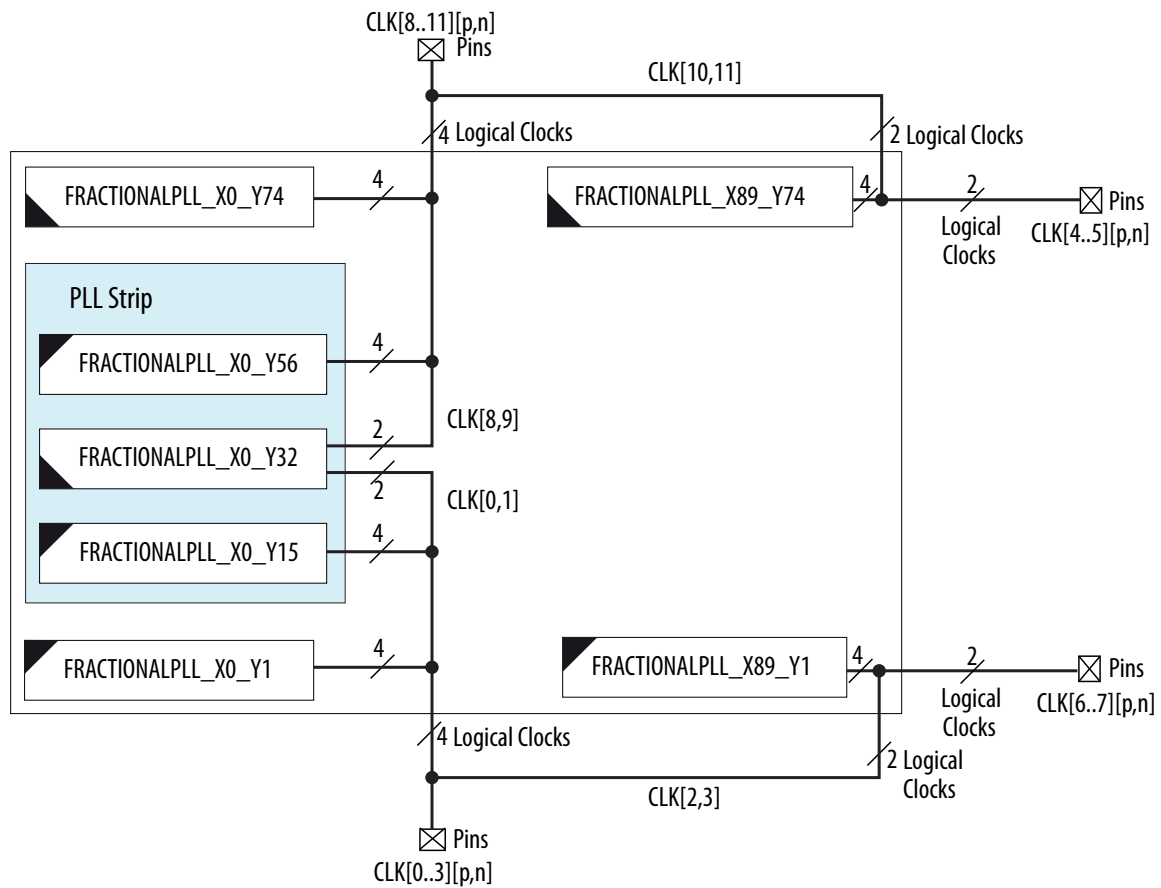 CLK[8..11][p,n]
Pins
CLK[10,11]
4 Logical Clocks
2 Logical Clocks
FRACTIONALPLL_X0_Y74
4
FRACTIONALPLL_X89_Y74
4
2
Logical
Clocks
Pins
CLK[4..5][p,n]
PLL Strip
FRACTIONALPLL_X0_Y56
4
FRACTIONALPLL_X0_Y32
2
CLK[8,9]
2
CLK[0,1]
FRACTIONALPLL_X0_Y15
4
FRACTIONALPLL_X0_Y1
4
FRACTIONALPLL_X89_Y1
4
2
Logical
Clocks
Pins
CLK[6..7][p,n]
4 Logical Clocks
2 Logical
Clocks
CLK[2,3]
Pins
CLK[0..3][p,n]